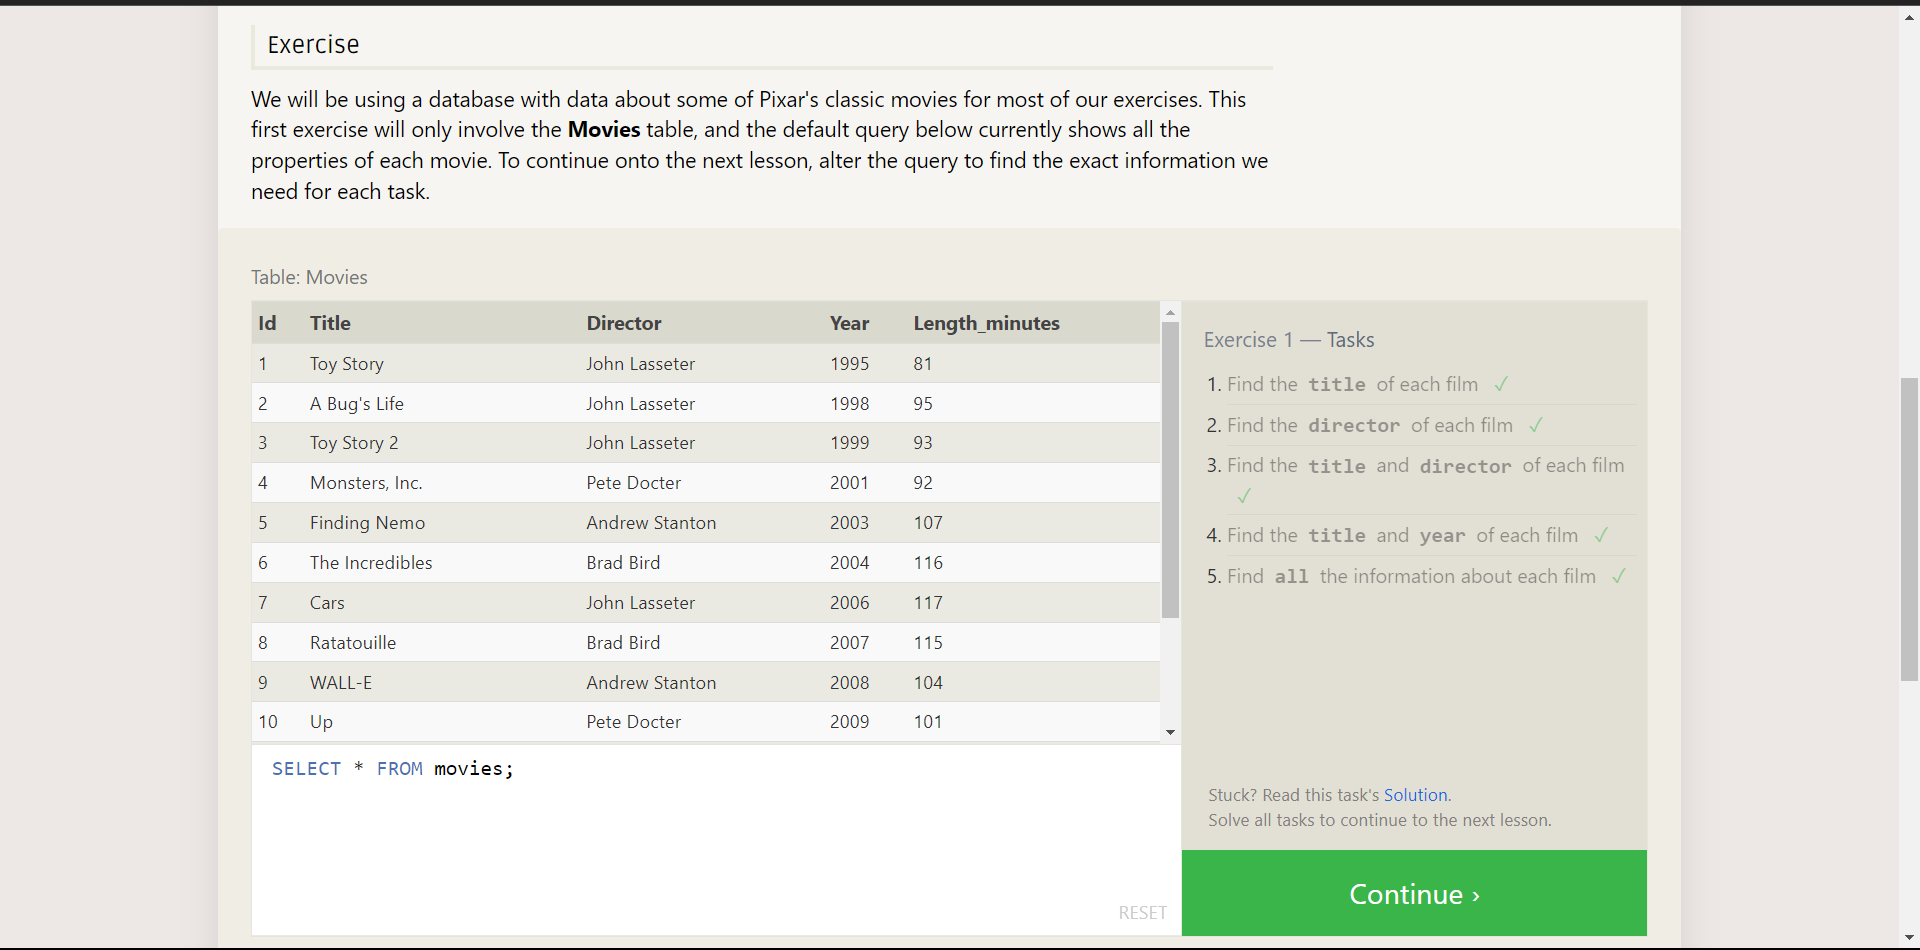 Exercise
We will be using a database with data about some of Pixar's classic movies for most of our exercises. This
first exercise will only involve the Movies table, and the default query below currently shows all the
properties of each movie. To continue onto the next lesson, alter the query to find the exact information we
need for each task.
Table: Movies
Id Title Director Year Length_minutes
1 Toy Story John Lasseter 1995 81
2 A Bug's Life John Lasseter 1998 95
3 Toy Story 2 John Lasseter 1999 93
4 Monsters, Inc. Pete Docter 2001 92
5 Finding Nemo Andrew Stanton 2003 107
6 The Incredibles Brad Bird 2004 116
7 Cars John Lasseter 2006 117
8 Ratatouille Brad Bird 2007 115
9 WALL-E Andrew Stanton 2008 104
10 Up Pete Docter 2009 101
SELECT * FROM movies;
RESET
Exercise 1 — Tasks
1. Find the title of each film ✓
2. Find the director of each film ✓
3. Find the title and director of each film
✓
4. Find the title and year of each film ✓
5. Find all the information about each film ✓
Stuck? Read this task's Solution.
Solve all tasks to continue to the next lesson.
Continue ›